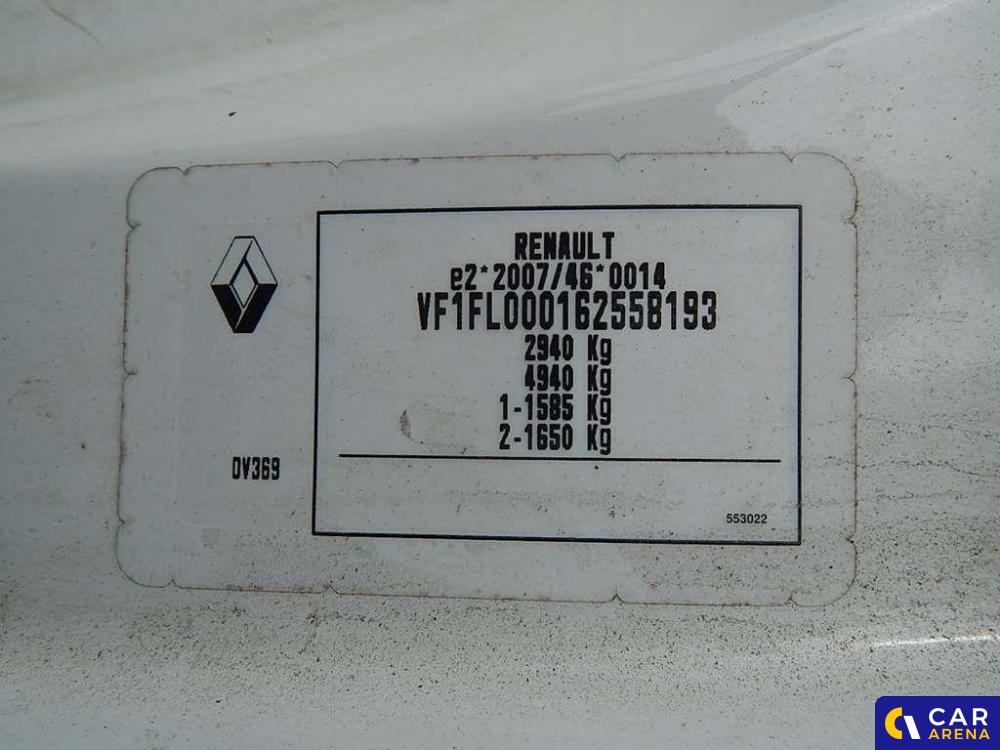 RENAULT
e2*2007/46*0014
VF1FL000162558193
2940 Kg
4940 Kg
1-1585 Kg
2-1650 Kg
DV369
553022
CAR
ARENA